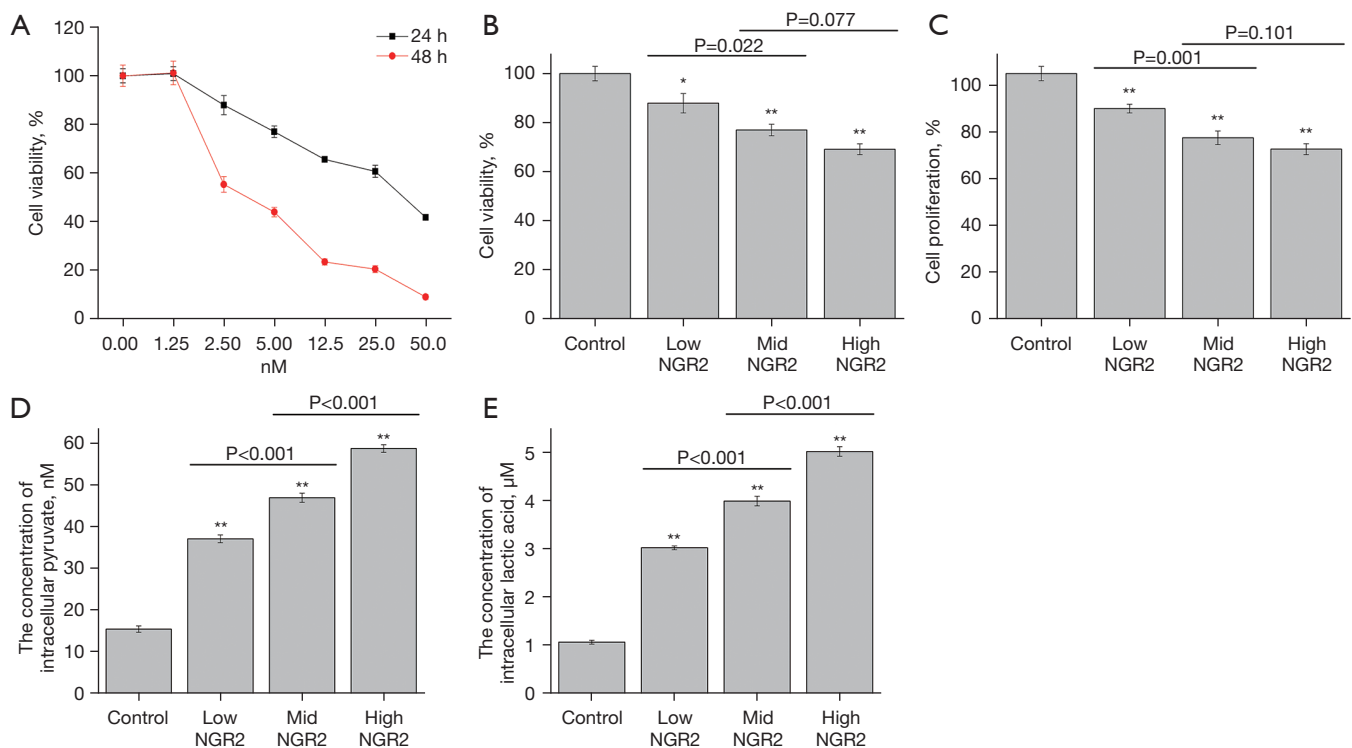 A
Cell viability, %
120
100
80
60
40
20
0
24 h
48 h
0.00 1.25 2.50 5.00 12.5 25.0 50.0
nM
B
Cell viability, %
100
80
60
40
20
0
P=0.077
P=0.022
*
**
**
Control Low NGR2 Mid NGR2 High NGR2
C
Cell proliferation, %
100
80
60
40
20
0
P=0.101
P=0.001
**
**
**
Control Low NGR2 Mid NGR2 High NGR2
D
The concentration of
intracellular pyruvate, nM
60
50
40
30
20
10
0
P<0.001
P<0.001
**
**
**
Control Low NGR2 Mid NGR2 High NGR2
E
The concentration of
intracellular lactic acid, μM
5
4
3
2
1
0
P<0.001
P<0.001
**
**
**
Control Low NGR2 Mid NGR2 High NGR2